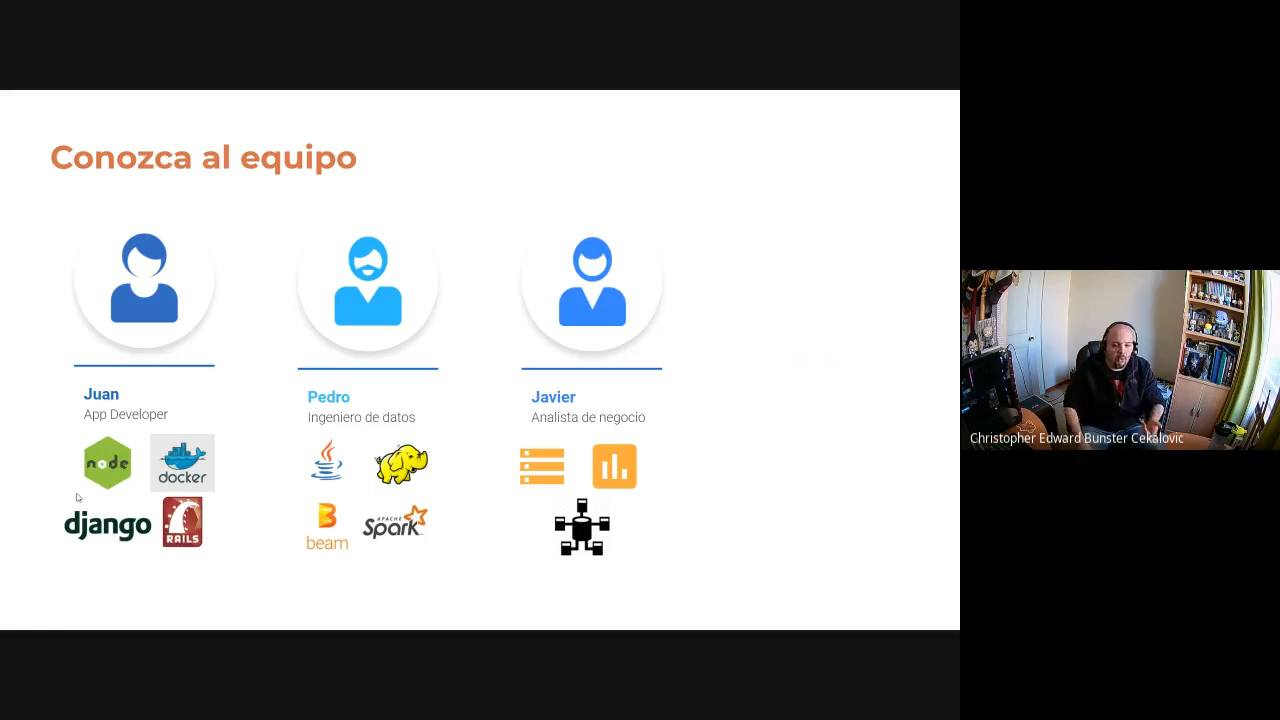 Conozca al equipo
Juan
App Developer
node
docker
django
RAILS
Pedro
Ingeniero de datos
beam
APACHE
Spark
Javier
Analista de negocio
Christopher Edward Bunster Cekalovic